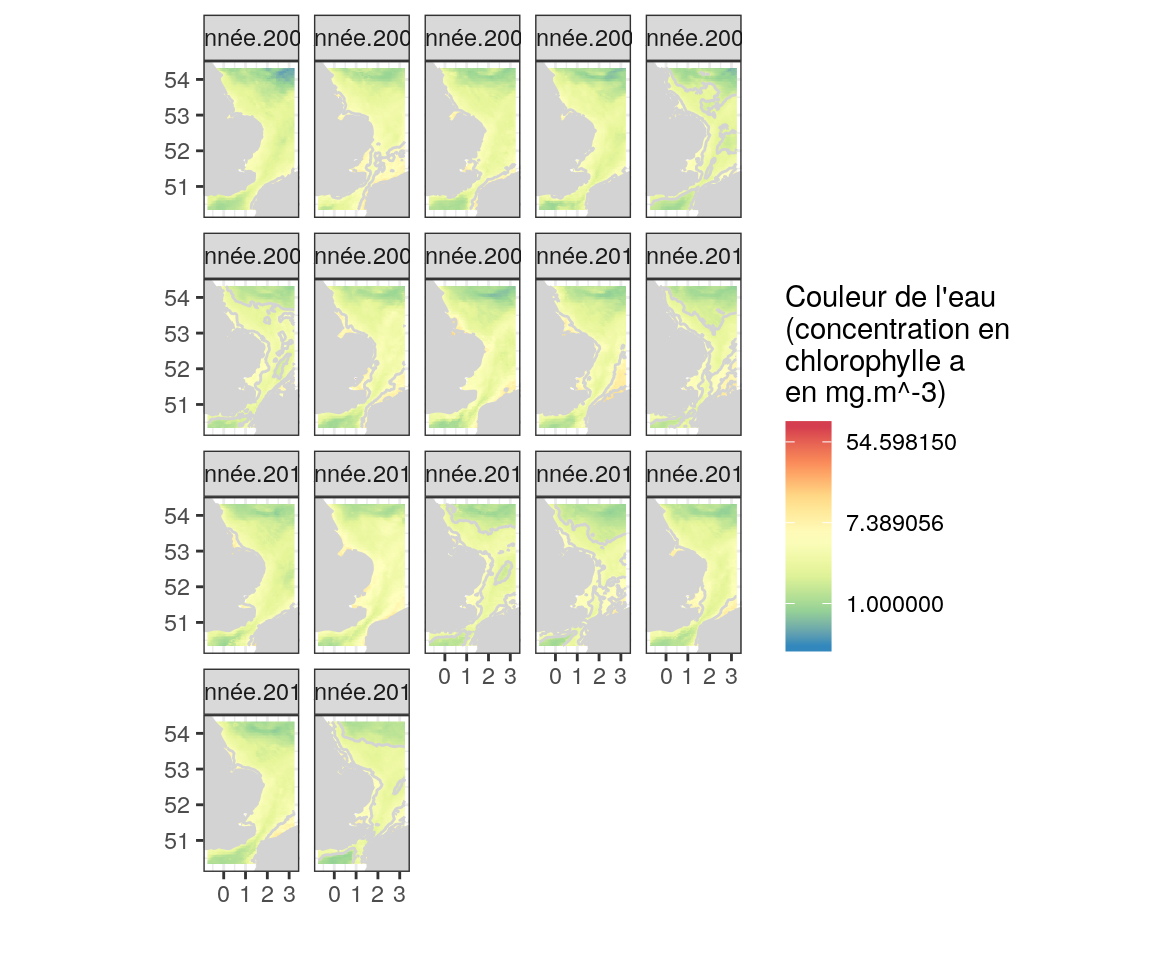 nnée.200 nnée.200 nnée.200 nnée.200 nnée.200
54
53
52
51
nnée.200 nnée.200 nnée.200 nnée.201 nnée.201
54
53
52
51
nnée.201 nnée.201 nnée.201 nnée.201 nnée.201
54
53
52
51
0 1 2 3 0 1 2 3 0 1 2 3
nnée.201 nnée.201
54
53
52
51
0 1 2 3 0 1 2 3
Couleur de l'eau
(concentration en
chlorophylle a
en mg.m^-3)
54.598150
7.389056
1.000000